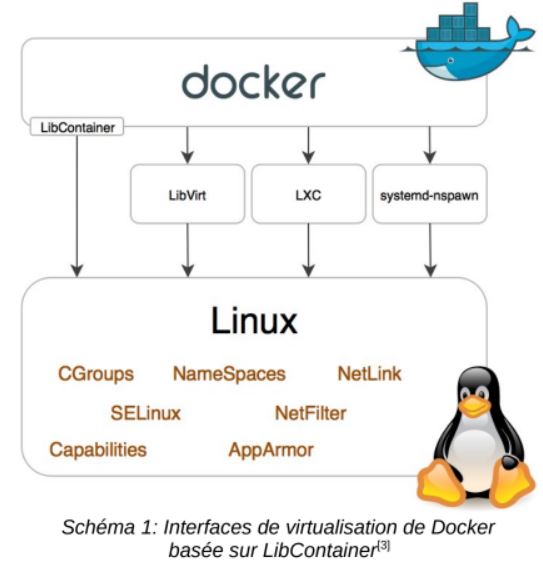 docker
LibContainer
LibVirt
LXC
systemd-nspawn
Linux
CGroups NameSpaces NetLink
SELinux NetFilter
Capabilities AppArmor
Schéma 1: Interfaces de virtualisation de Docker
basée sur LibContainer[3]